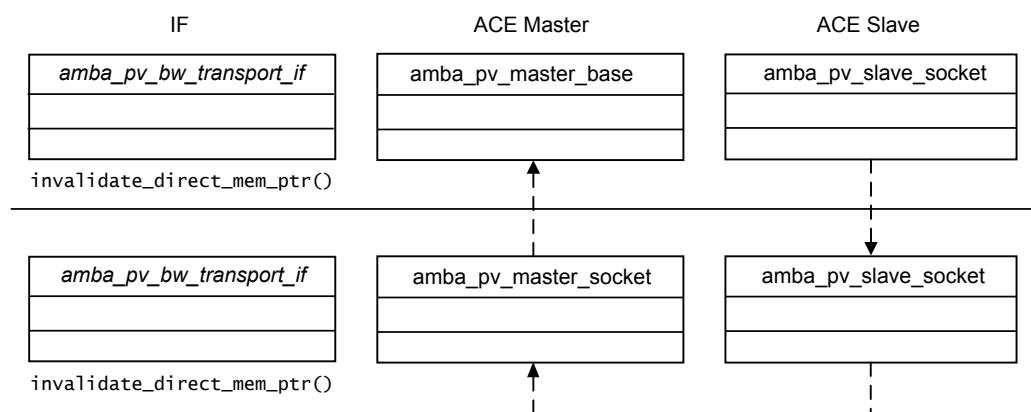 IF ACE Master ACE Slave
amba_pv_bw_transport_if amba_pv_master_base amba_pv_slave_socket
invalidate_direct_mem_ptr()
amba_pv_bw_transport_if amba_pv_master_socket amba_pv_slave_socket
invalidate_direct_mem_ptr()